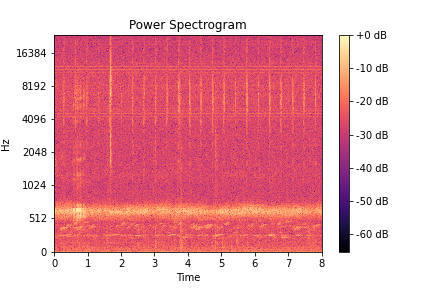 Power Spectrogram
16384
8192
4096
2048
1024
512
0
Hz
0 1 2 3 4 5 6 7 8
Time
+0 dB
-10 dB
-20 dB
-30 dB
-40 dB
-50 dB
-60 dB